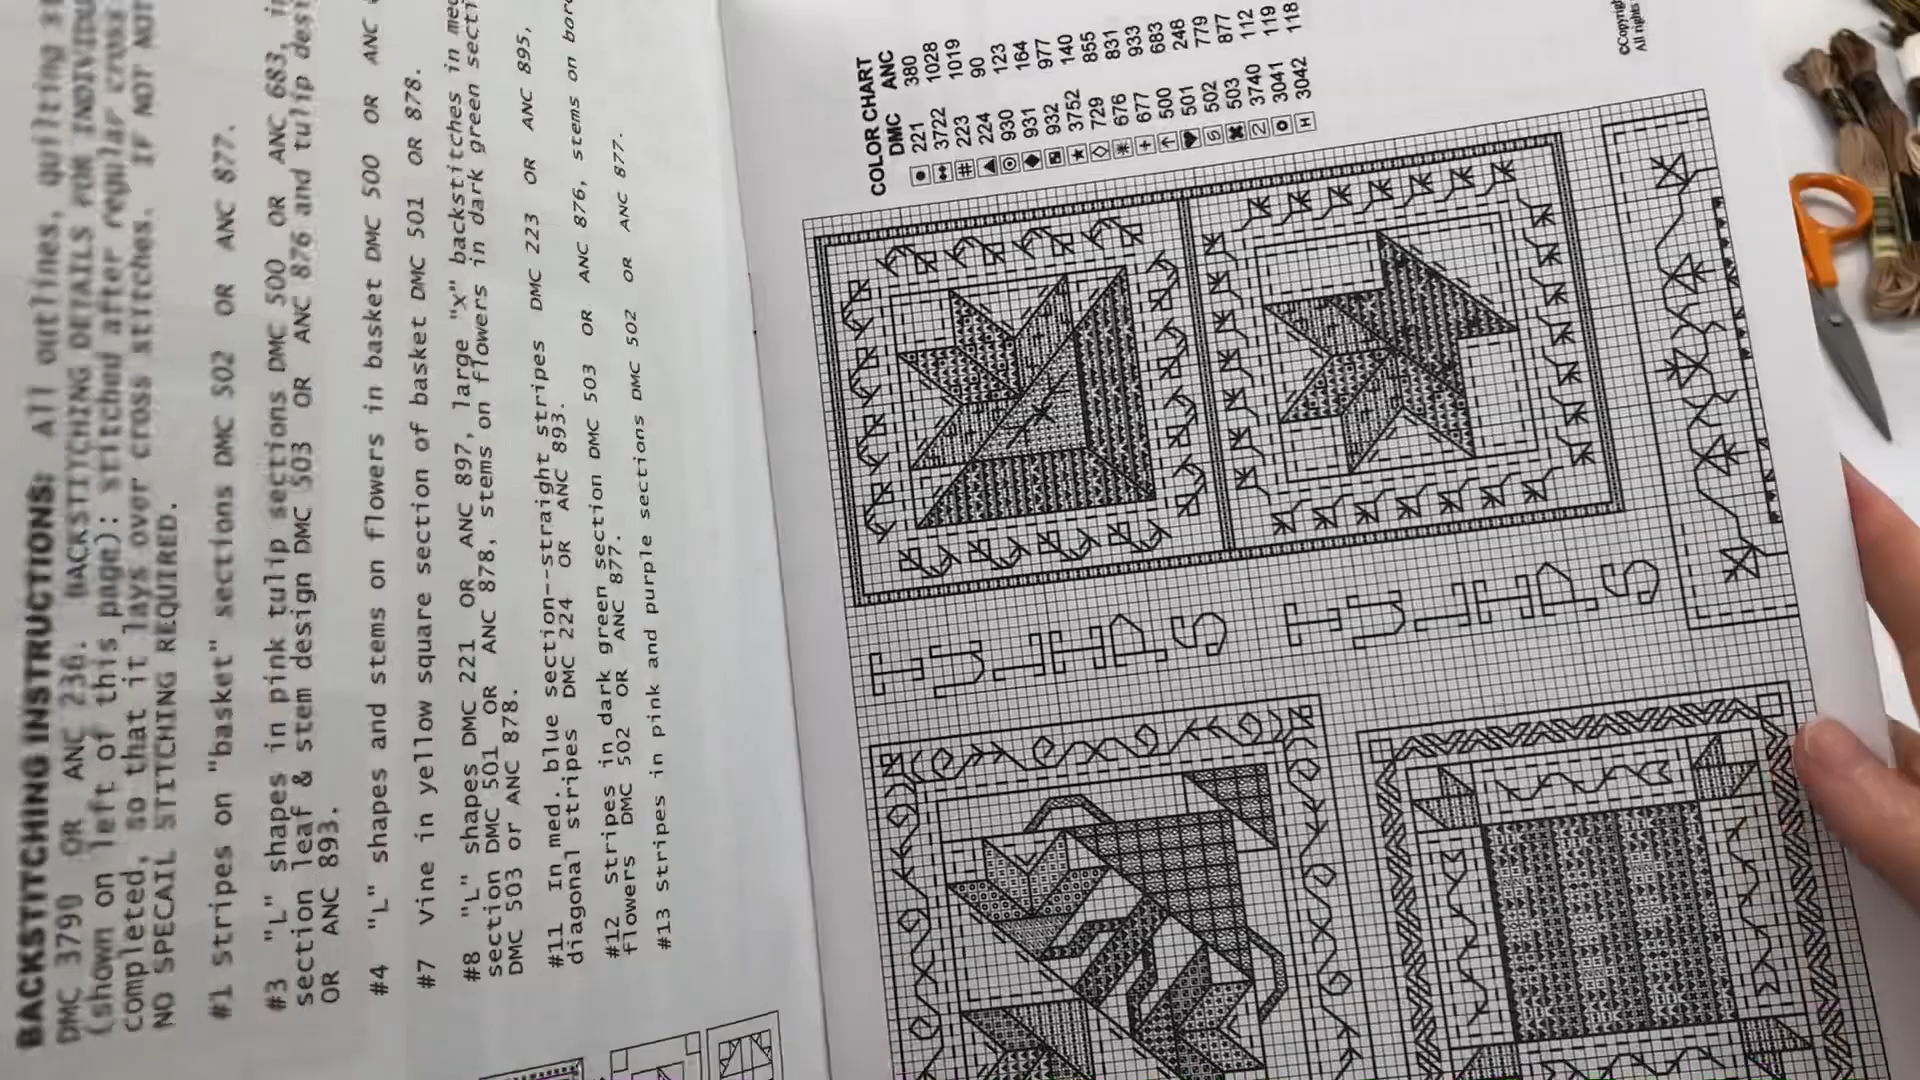 BACKSTITCHING INSTRUCTIONS: All outlines, quilting
DMC 3790 OR ANC 236. BACKSTITCHING DETAILS FOR INDIVIDU
(shown on left of this page): stitched after regular cross
completed, so that it lays over cross stitches. IF NOT NOT
NO SPECAIL STITCHING REQUIRED.
#1 stripes on "basket" sections DMC 502 OR ANC 877.
#3 "L" shapes in pink tulip sections DMC 500 OR ANC 683,
section leaf & stem design DMC 503 OR ANC 876 and tulip
OR ANC 893.
#4 "L" shapes and stems on flowers in basket DMC 500 OR ANC
#7 Vine in yellow square section of basket DMC 501 OR 878.
#8 "L" shapes DMC 221 OR ANC 897, large "x" backstitches in
section DMC 501 OR ANC 878, stems on flowers in dark green
DMC 503 or ANC 878.
#11 In med. blue section--straight stripes DMC 223 OR ANC 895,
diagonal stripes DMC 224 OR ANC 893.
#12 stripes in dark green section DMC 503 OR ANC 876, stems on
flowers DMC 502 OR ANC 877.
#13 stripes in pink and purple sections DMC 502 OR ANC 877.
COLOR CHART
DMC ANC
221 380
3722 1028
223 1019
224 90
930 123
931 164
932 977
3752 140
729 855
676 831
677 933
500 683
501 248
502 779
503 877
3740 112
3041 119
3042 118
TULIPS
TULIPS
All rights